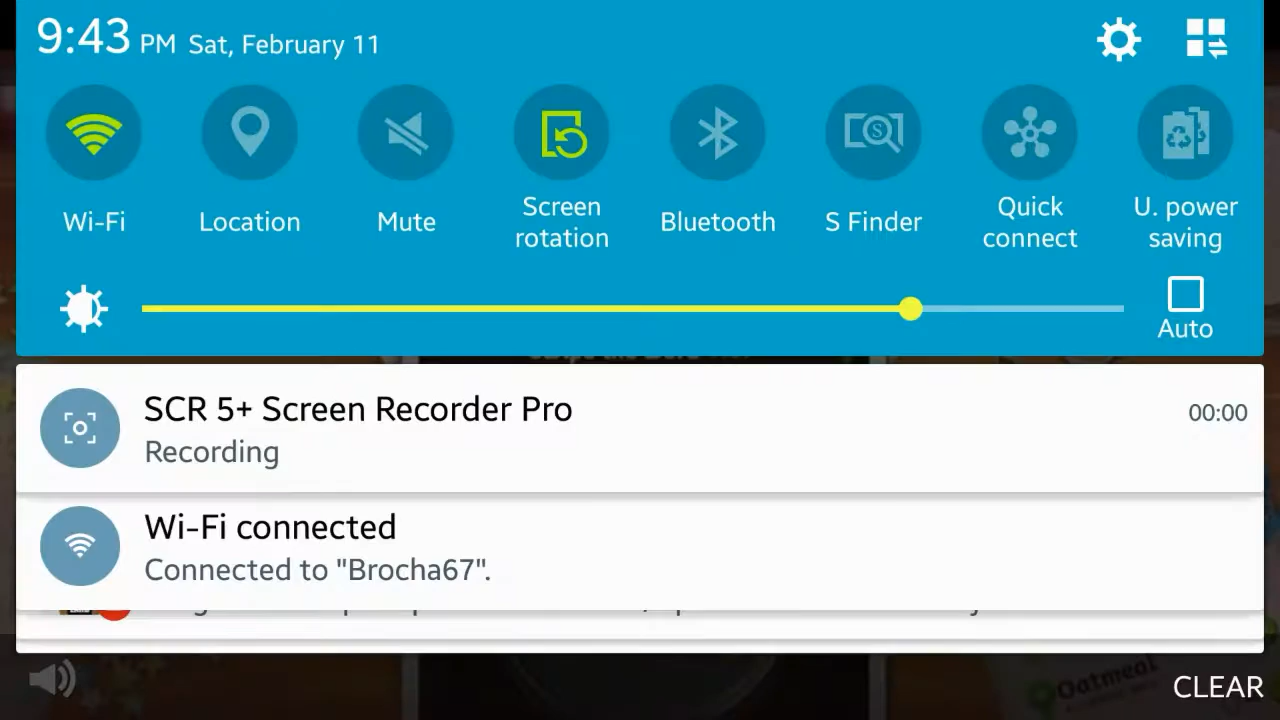 9:43 PM Sat, February 11
Wi-Fi
Location
Mute
Screen rotation
Bluetooth
S Finder
Quick connect
U. power saving
Auto
SCR 5+ Screen Recorder Pro
00:00
Recording
Wi-Fi connected
Connected to "Brocha67".
Oatmeal
CLEAR